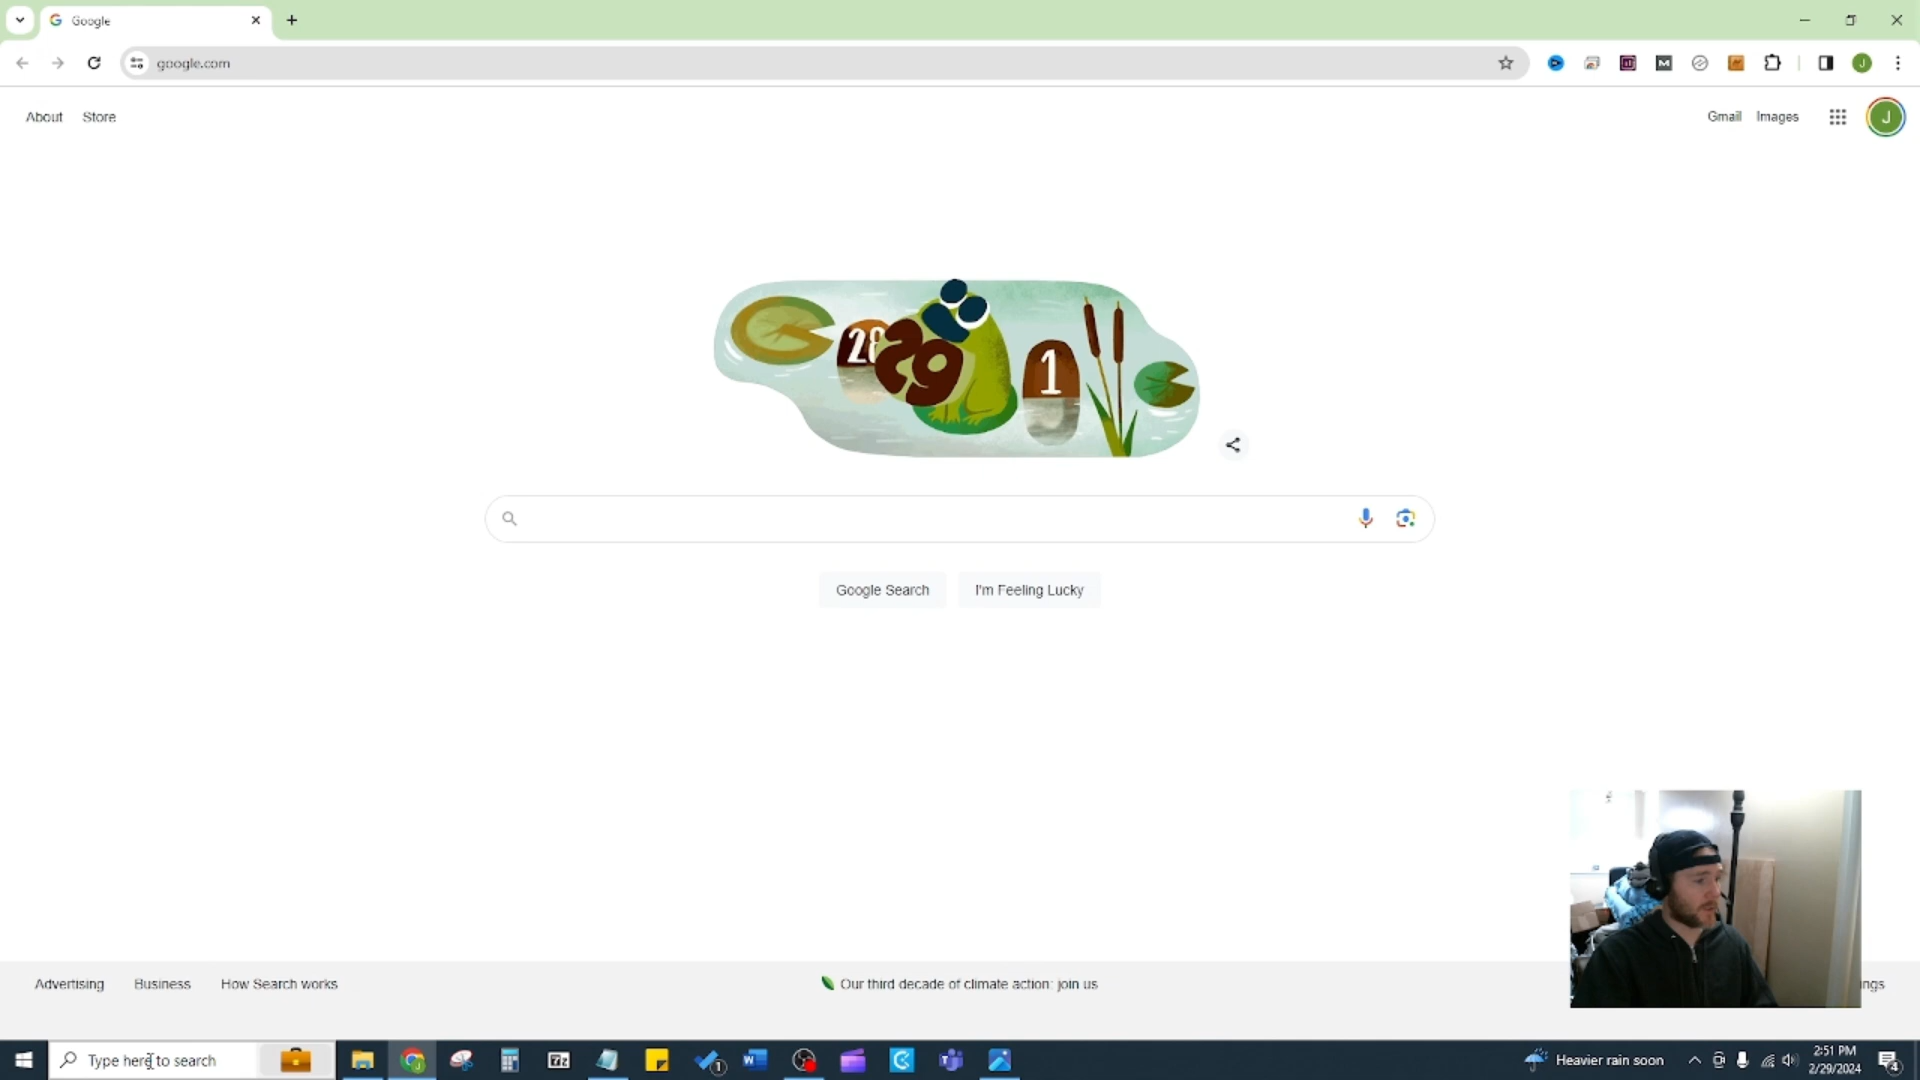 Google
google.com
About Store
Gmail Images
J
28 29 1
Google Search I'm Feeling Lucky
Advertising Business How Search works
Our third decade of climate action: join us
Type here to search
Heavier rain soon
2:51 PM
2/29/2024